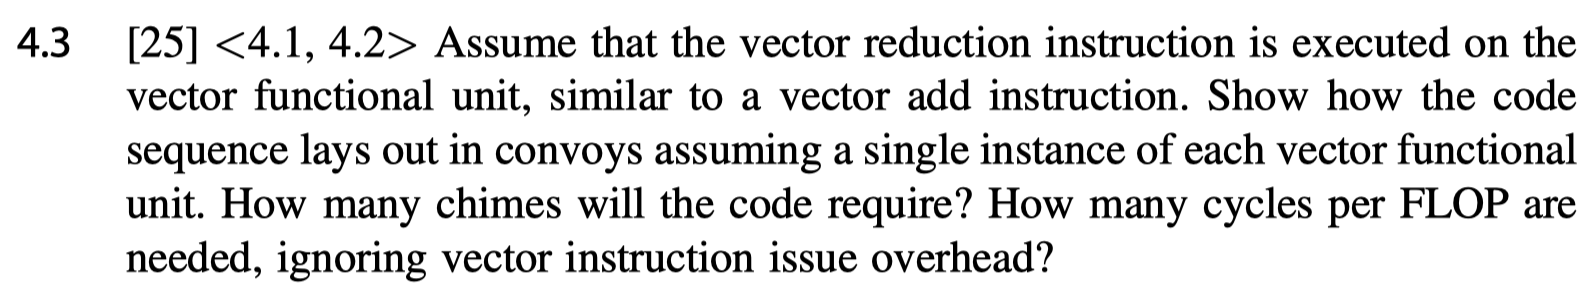 4.3 [25] <4.1, 4.2> Assume that the vector reduction instruction is executed on the
vector functional unit, similar to a vector add instruction. Show how the code
sequence lays out in convoys assuming a single instance of each vector functional
unit. How many chimes will the code require? How many cycles per FLOP are
needed, ignoring vector instruction issue overhead?